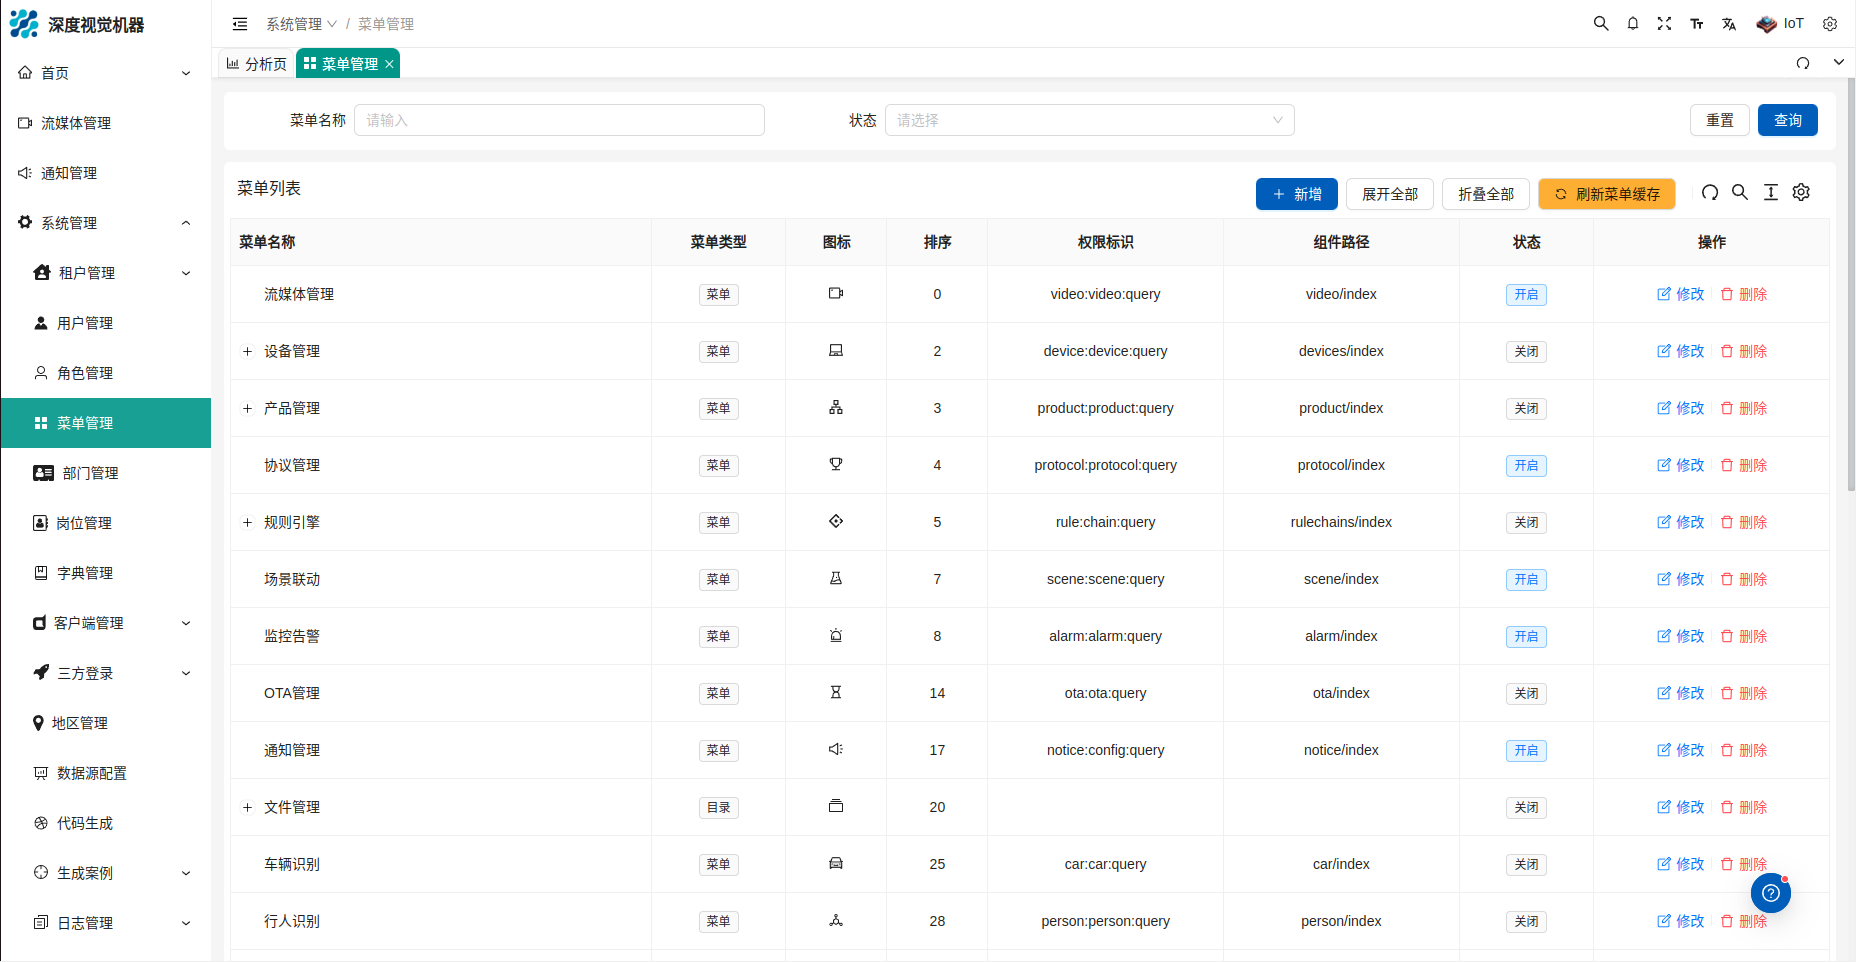 深度视觉机器
首页
流媒体管理
通知管理
系统管理
租户管理
用户管理
角色管理
菜单管理
部门管理
岗位管理
字典管理
客户端管理
三方登录
地区管理
数据源配置
代码生成
生成案例
日志管理
系统管理 / 菜单管理
IoT
分析页 菜单管理
菜单名称 请输入 状态 请选择 重置 查询
菜单列表 新增 展开全部 折叠全部 刷新菜单缓存
菜单名称 菜单类型 图标 排序 权限标识 组件路径 状态 操作
流媒体管理 菜单 0 video:video:query video/index 开启 修改 删除
设备管理 菜单 2 device:device:query devices/index 关闭 修改 删除
产品管理 菜单 3 product:product:query product/index 关闭 修改 删除
协议管理 菜单 4 protocol:protocol:query protocol/index 开启 修改 删除
规则引擎 菜单 5 rule:chain:query rulechains/index 关闭 修改 删除
场景联动 菜单 7 scene:scene:query scene/index 开启 修改 删除
监控告警 菜单 8 alarm:alarm:query alarm/index 开启 修改 删除
OTA管理 菜单 14 ota:ota:query ota/index 关闭 修改 删除
通知管理 菜单 17 notice:config:query notice/index 开启 修改 删除
文件管理 目录 20 关闭 修改 删除
车辆识别 菜单 25 car:car:query car/index 关闭 修改 删除
行人识别 菜单 28 person:person:query person/index 关闭 修改 删除